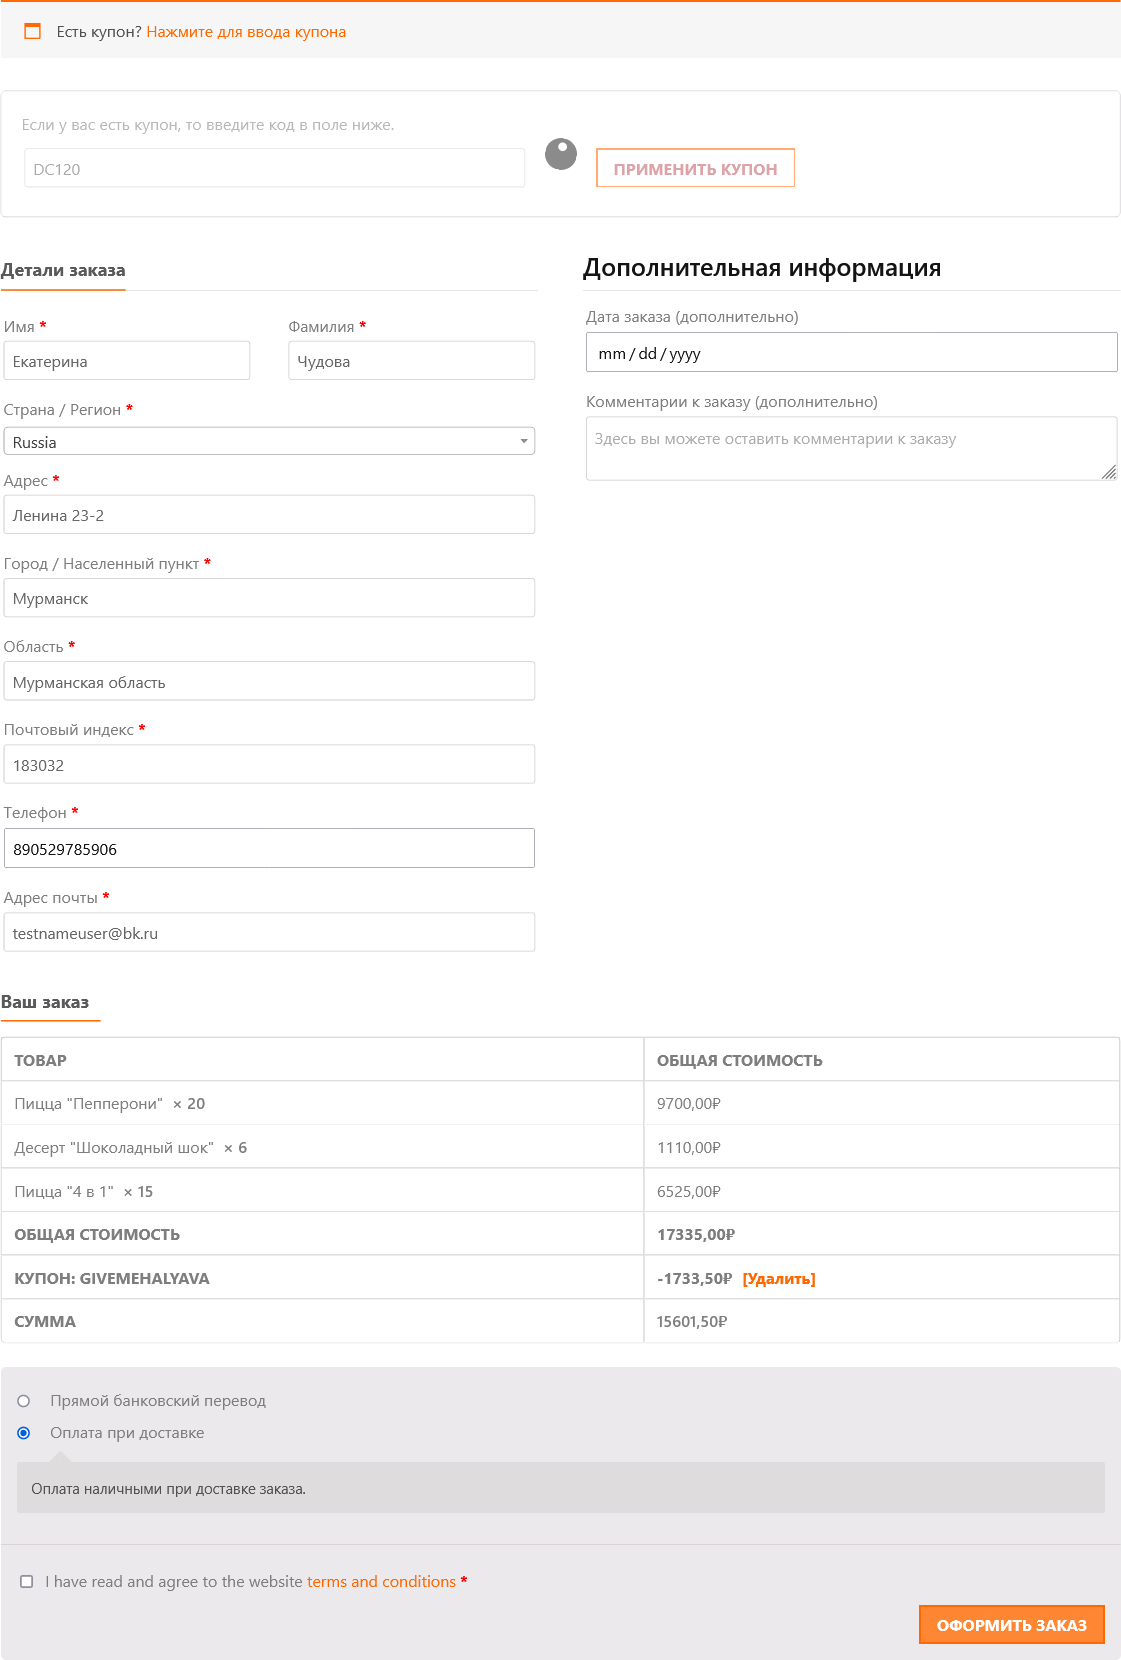 Есть купон? Нажмите для ввода купона
Если у вас есть купон, то введите код в поле ниже.
DC120
ПРИМЕНИТЬ КУПОН
Детали заказа
Имя *
Фамилия *
Екатерина
Чудова
Страна / Регион *
Russia
Адрес *
Ленина 23-2
Город / Населенный пункт *
Мурманск
Область *
Мурманская область
Почтовый индекс *
183032
Телефон *
890529785906
Адрес почты *
testnameuser@bk.ru
Дополнительная информация
Дата заказа (дополнительно)
mm / dd / yyyy
Комментарии к заказу (дополнительно)
Здесь вы можете оставить комментарии к заказу
Ваш заказ
ТОВАР ОБЩАЯ СТОИМОСТЬ
Пицца "Пепперони" × 20 9700,00₽
Десерт "Шоколадный шок" × 6 1110,00₽
Пицца "4 в 1" × 15 6525,00₽
ОБЩАЯ СТОИМОСТЬ 17335,00₽
КУПОН: GIVEMEHALYAVA -1733,50₽ [Удалить]
СУММА 15601,50₽
Прямой банковский перевод
Оплата при доставке
Оплата наличными при доставке заказа.
I have read and agree to the website terms and conditions *
ОФОРМИТЬ ЗАКАЗ